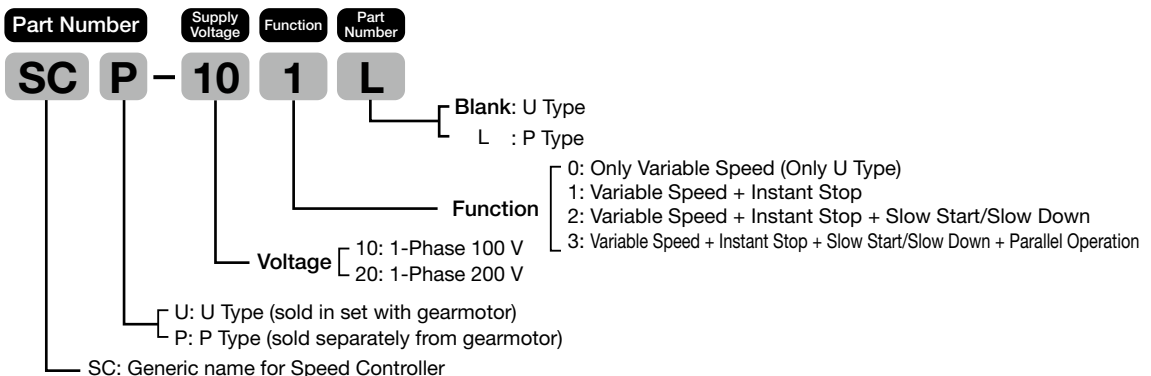 Part Number Supply Voltage Function Part Number
SC P – 10 1 L
Blank: U Type
L : P Type
Function
0: Only Variable Speed (Only U Type)
1: Variable Speed + Instant Stop
2: Variable Speed + Instant Stop + Slow Start/Slow Down
3: Variable Speed + Instant Stop + Slow Start/Slow Down + Parallel Operation
Voltage
10: 1-Phase 100 V
20: 1-Phase 200 V
U: U Type (sold in set with gearmotor)
P: P Type (sold separately from gearmotor)
SC: Generic name for Speed Controller